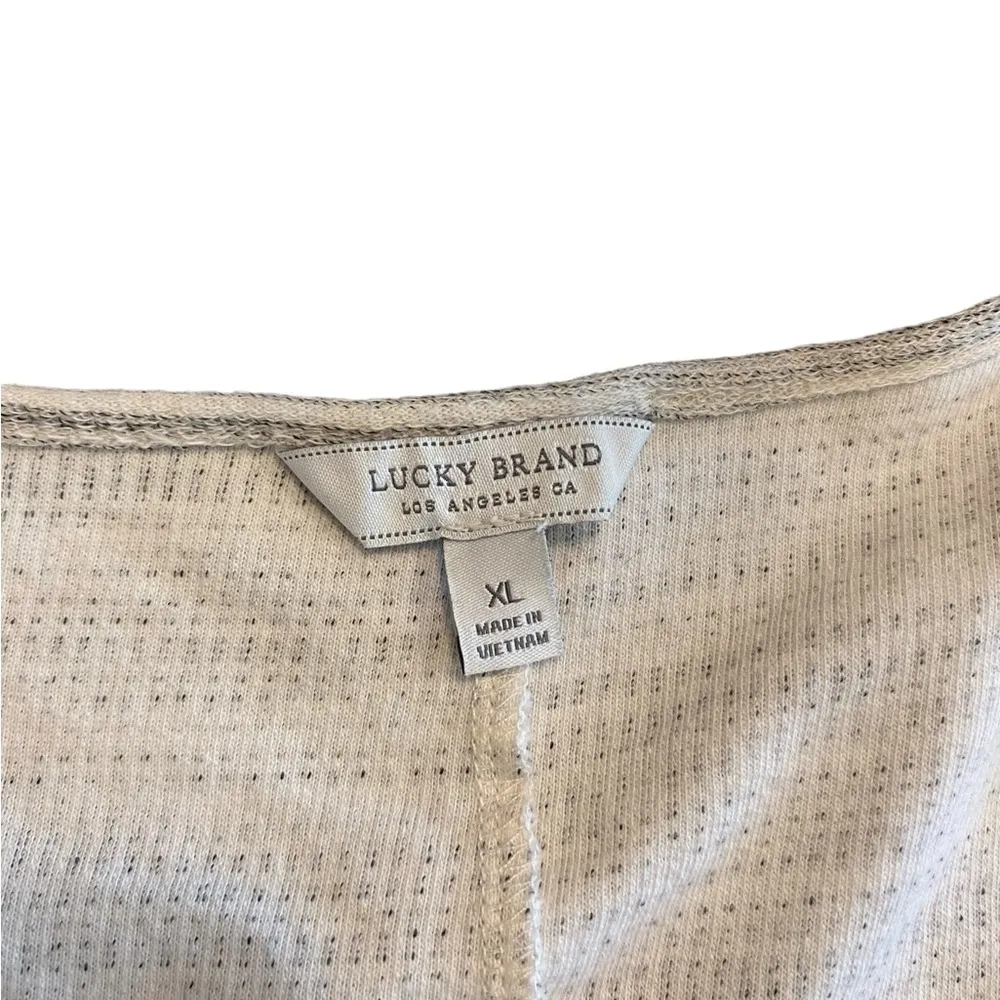 LUCKY BRAND
LOS ANGELES CA
XL
MADE IN
VIETNAM